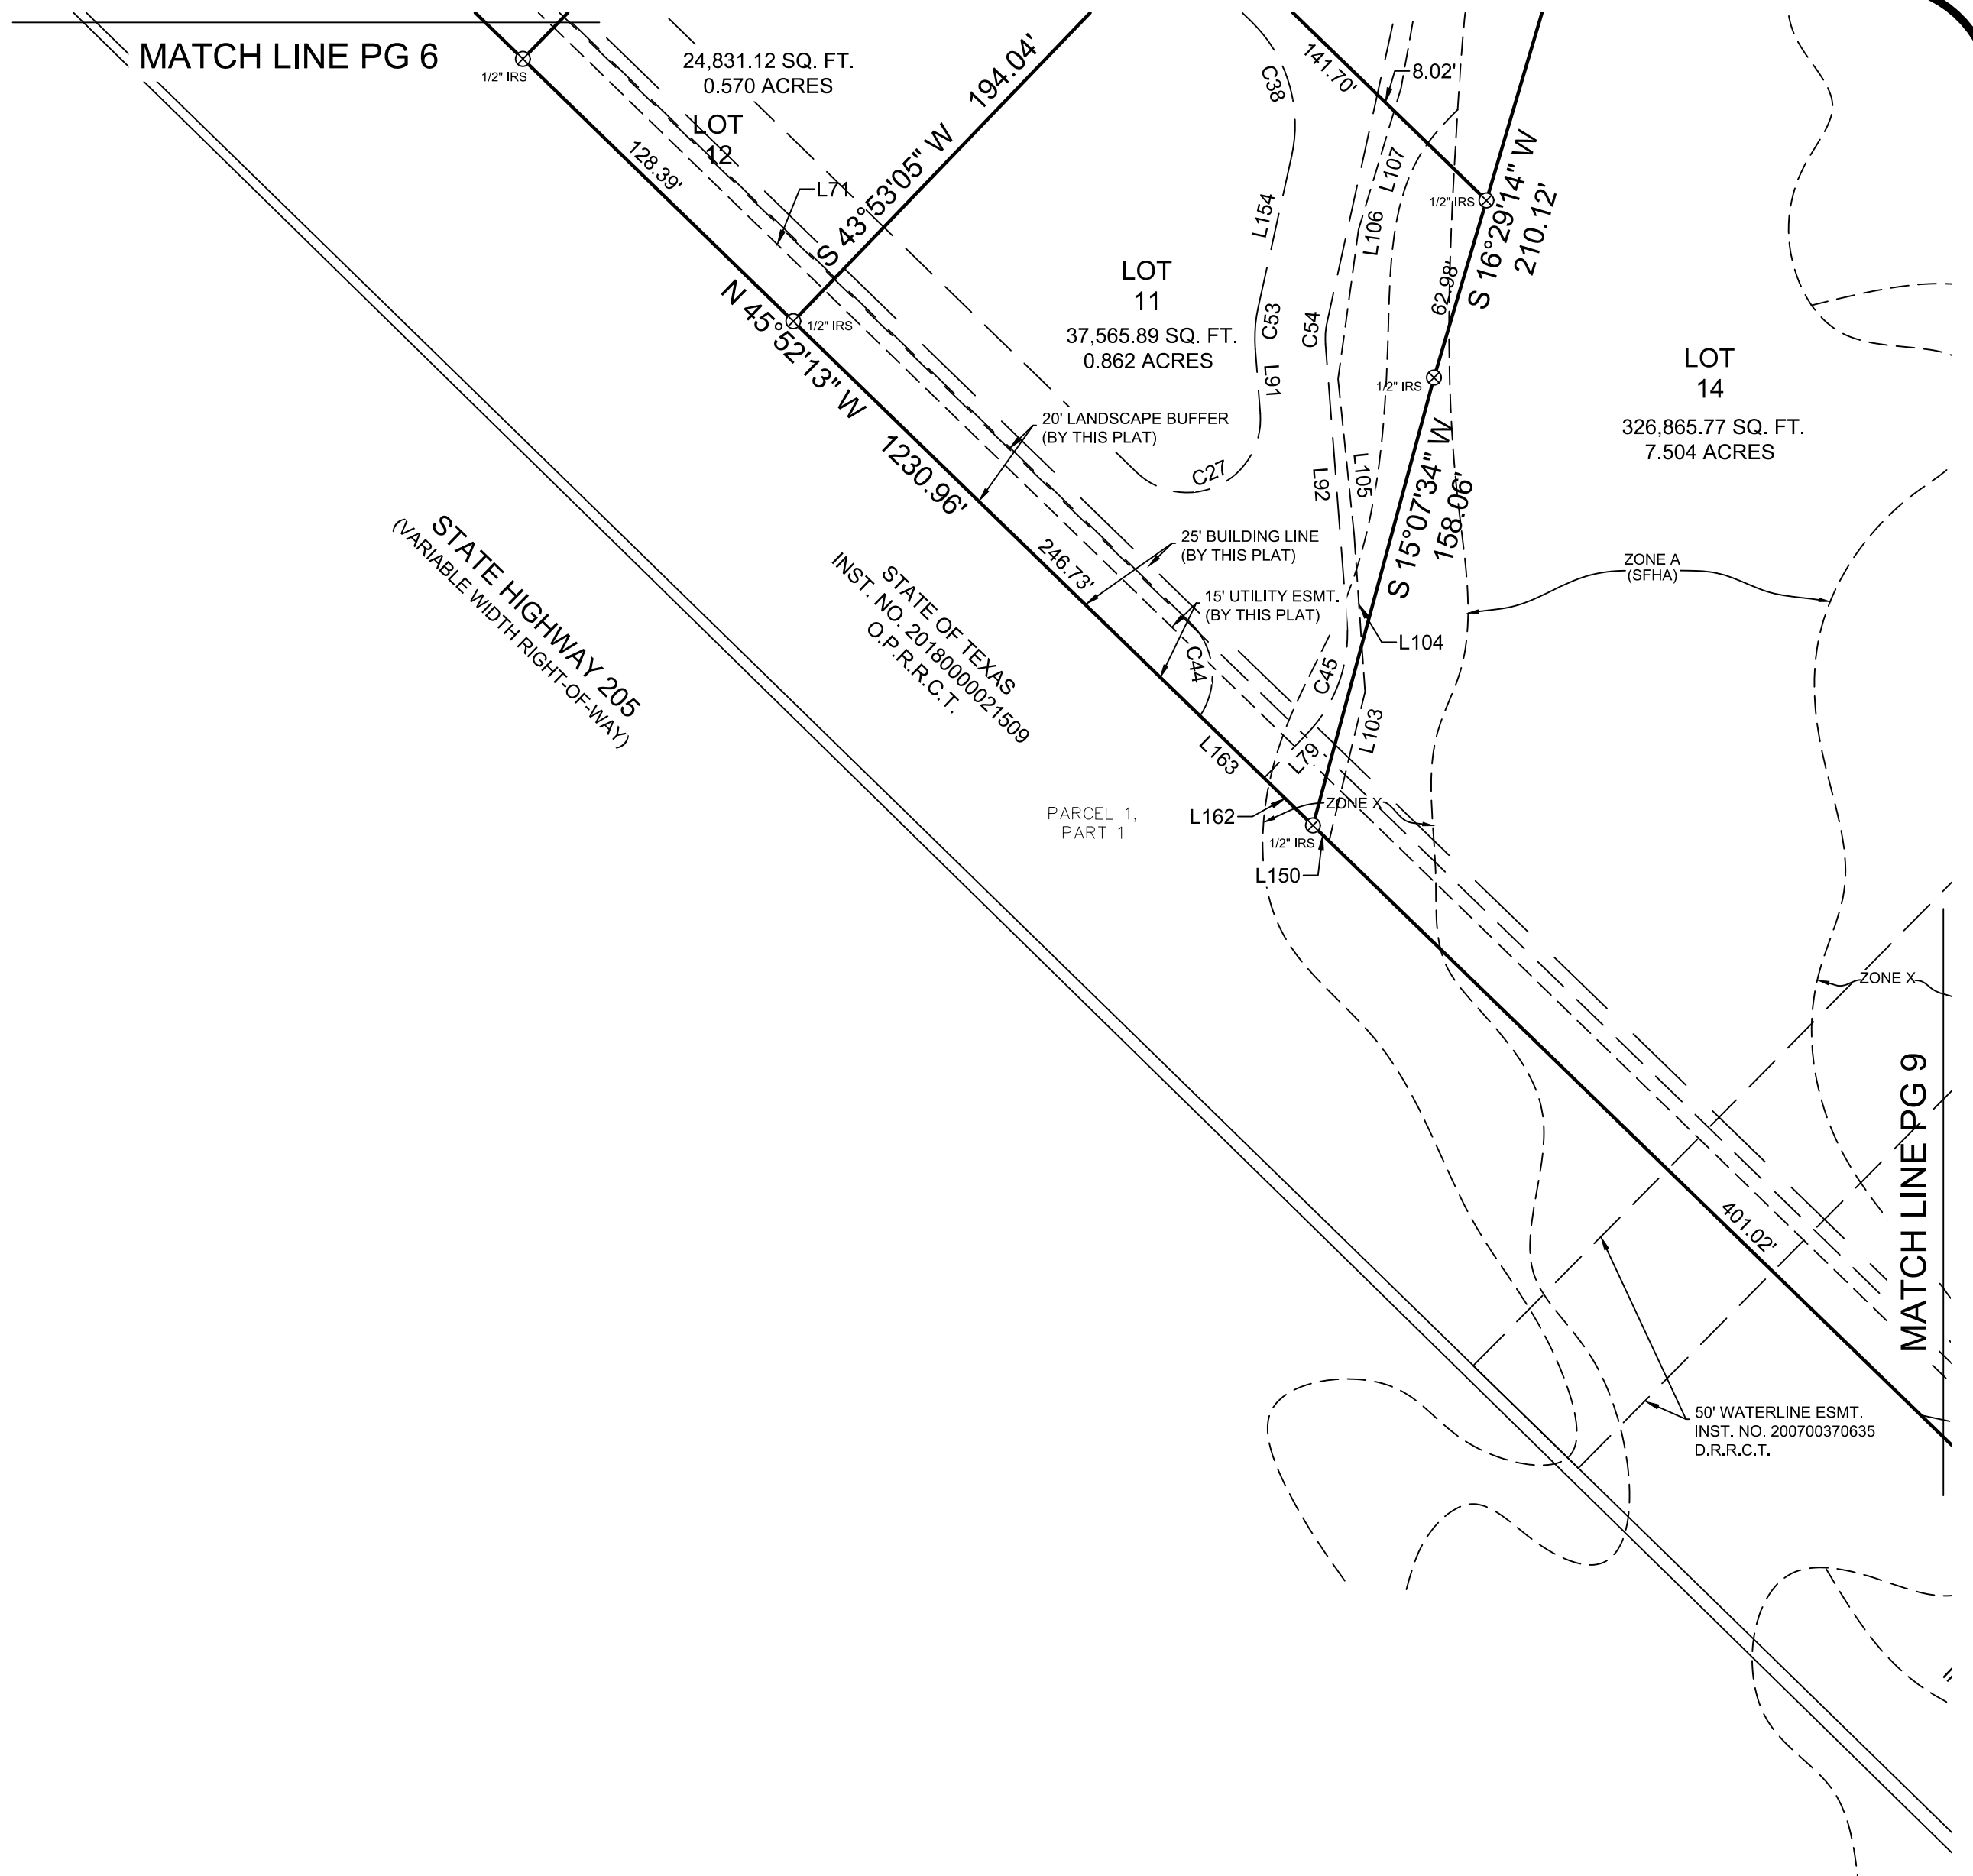 MATCH LINE PG 6
1/2" IRS
24,831.12 SQ. FT.
0.570 ACRES
LOT
12
128.39'
L71
S 43°53'05" W 194.04'
1/2" IRS
N 45°52'13" W 1230.96'
C38
141.70'
8.02'
L107
L106
L154
1/2" IRS
S 16°29'14" W
210.12'
62.98'
LOT
11
37,565.89 SQ. FT.
0.862 ACRES
C53
C54
L91
1/2" IRS
LOT
14
326,865.77 SQ. FT.
7.504 ACRES
20' LANDSCAPE BUFFER
(BY THIS PLAT)
C27
L92
L105
S 15°07'34" W
158.06'
25' BUILDING LINE
(BY THIS PLAT)
246.73'
15' UTILITY ESMT.
(BY THIS PLAT)
ZONE A
(SFHA)
L104
C44
C45
STATE HIGHWAY 205
(VARIABLE WIDTH RIGHT-OF-WAY)
STATE OF TEXAS
INST. NO. 20180000021509
O.P.R.R.C.T.
L163
L79
L103
PARCEL 1,
PART 1
L162
ZONE X
1/2" IRS
L150
ZONE X
MATCH LINE PG 9
401.02'
50' WATERLINE ESMT.
INST. NO. 200700370635
D.R.R.C.T.